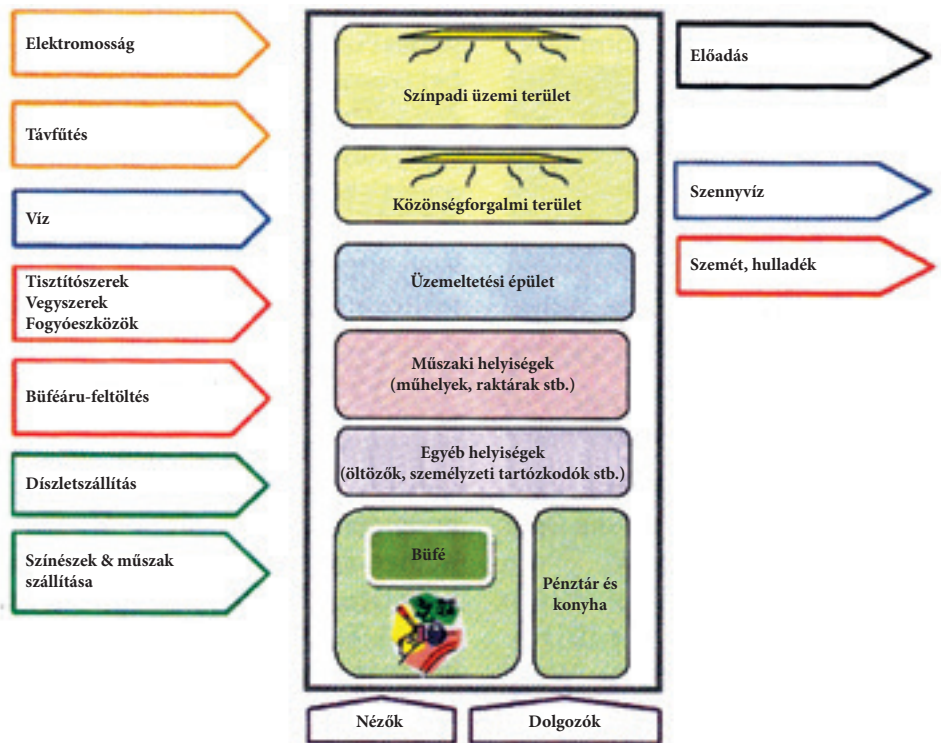 Elektromosság
Távfűtés
Víz
Tisztítószerek
Vegyszerek
Fogyóeszközök
Büféáru-feltöltés
Díszletszállítás
Színészek & műszak
szállítása
Színpadi üzemi terület
Közönségforgalmi terület
Üzemeltetési épület
Műszaki helyiségek
(műhelyek, raktárak stb.)
Egyéb helyiségek
(öltözők, személyzeti tartózkodók stb.)
Büfé
Pénztár és
konyha
Nézők
Dolgozók
Előadás
Szennyvíz
Szemét, hulladék